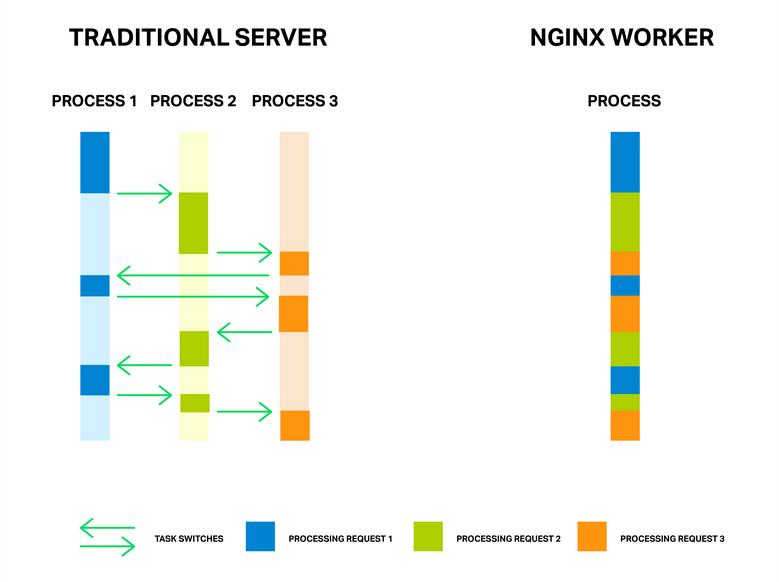 TRADITIONAL SERVER
NGINX WORKER
PROCESS 1
PROCESS 2
PROCESS 3
PROCESS
TASK SWITCHES
PROCESSING REQUEST 1
PROCESSING REQUEST 2
PROCESSING REQUEST 3